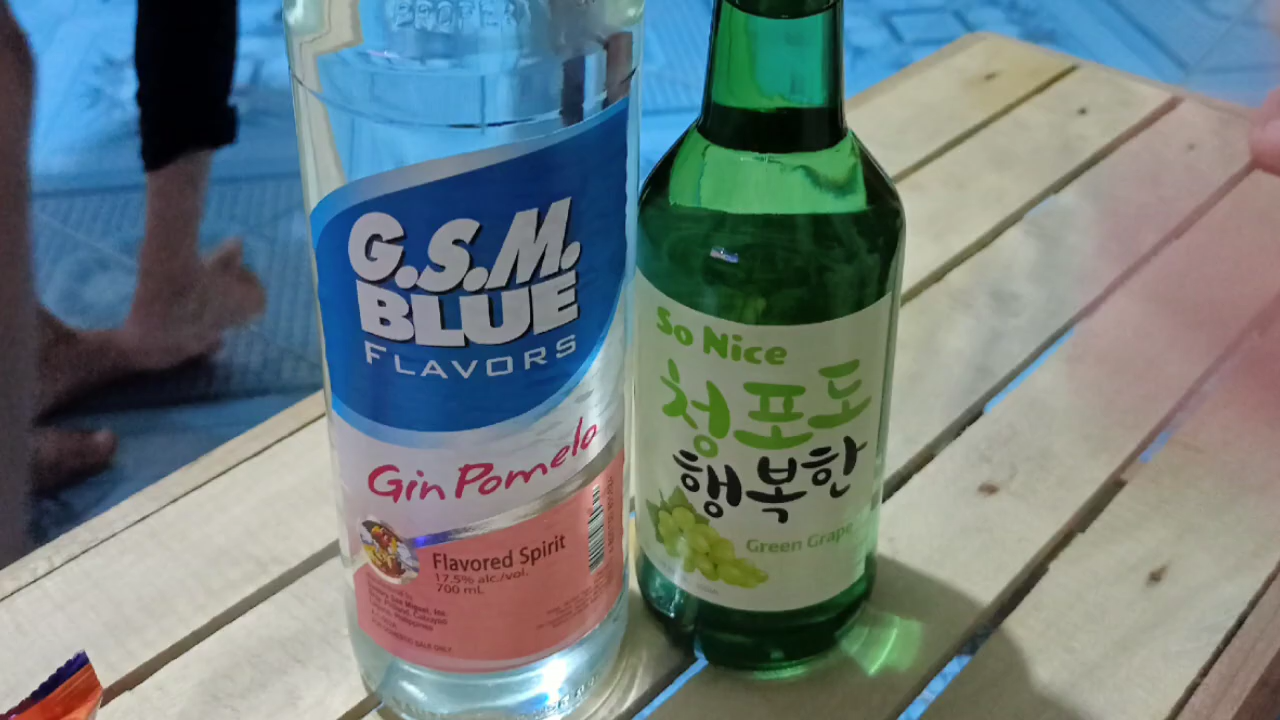 PROPER
G.S.M.
BLUE
FLAVORS
Gin Pomelo
Flavored Spirit
17.5% alc./vol.
700 mL
So Nice
청포도
행복한
Green Grape